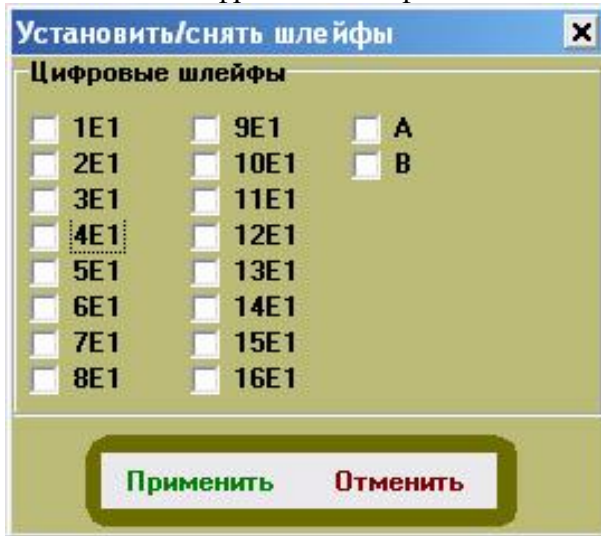 Установить/снять шлейфы
Цифровые шлейфы
1E1 9E1 A
2E1 10E1 B
3E1 11E1
4E1 12E1
5E1 13E1
6E1 14E1
7E1 15E1
8E1 16E1
Применить Отменить